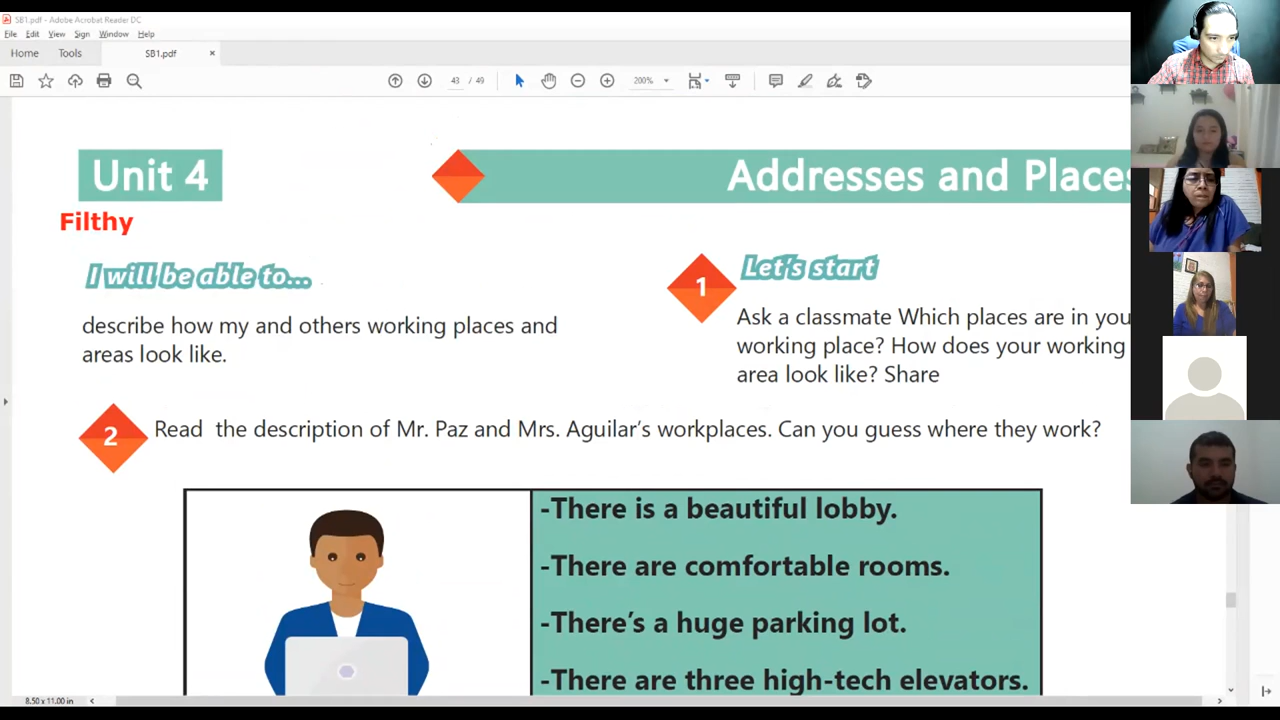 SB1.pdf - Adobe Acrobat Reader DC
File Edit View Sign Window Help
Home Tools SB1.pdf ×
43 / 49 200%
Unit 4
Addresses and Places
Filthy
I will be able to...
describe how my and others working places and
areas look like.
1
Let's start
Ask a classmate Which places are in you
working place? How does your working
area look like? Share
2
Read the description of Mr. Paz and Mrs. Aguilar's workplaces. Can you guess where they work?
-There is a beautiful lobby.
-There are comfortable rooms.
-There's a huge parking lot.
-There are three high-tech elevators.
8.50 x 11.00 in